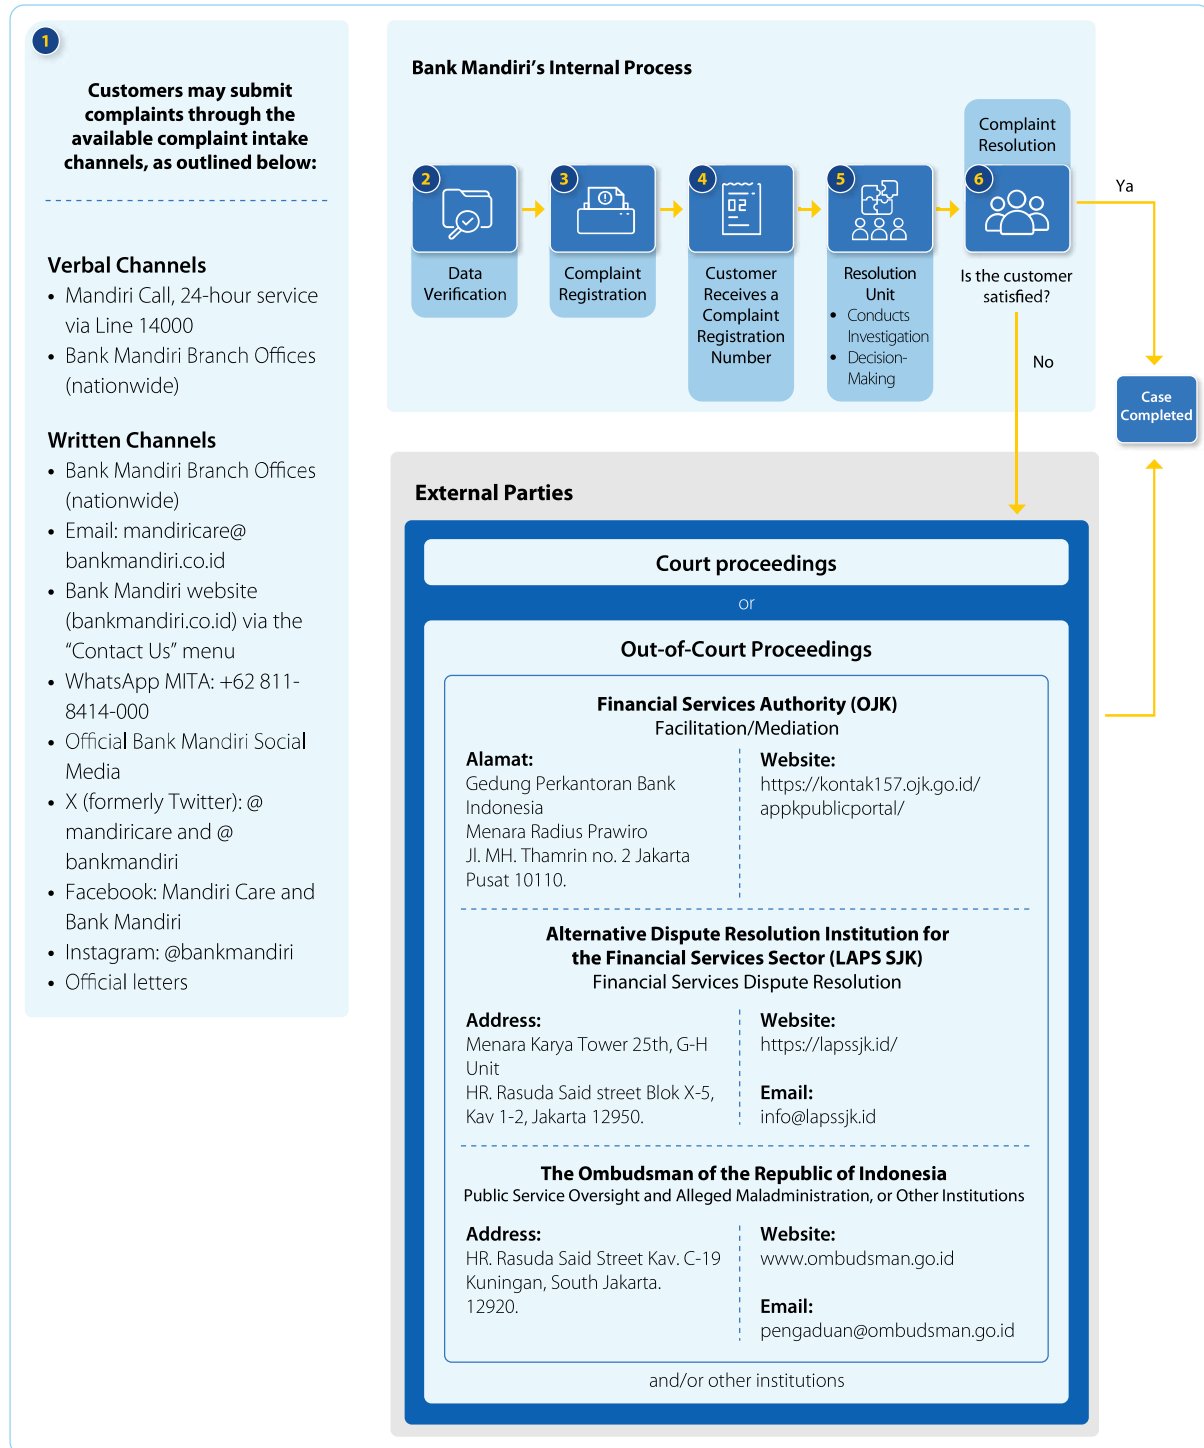 1
Customers may submit
complaints through the
available complaint intake
channels, as outlined below:
Verbal Channels
• Mandiri Call, 24-hour service
via Line 14000
• Bank Mandiri Branch Offices
(nationwide)
Written Channels
• Bank Mandiri Branch Offices
(nationwide)
• Email: mandiricare@
bankmandiri.co.id
• Bank Mandiri website
(bankmandiri.co.id) via the
“Contact Us” menu
• WhatsApp MITA: +62 811-
8414-000
• Official Bank Mandiri Social
Media
• X (formerly Twitter): @
mandiricare and @
bankmandiri
• Facebook: Mandiri Care and
Bank Mandiri
• Instagram: @bankmandiri
• Official letters
Bank Mandiri’s Internal Process
2
Data
Verification
3
Complaint
Registration
4
02
Customer
Receives a
Complaint
Registration
Number
5
Resolution
Unit
• Conducts
Investigation
• Decision-
Making
Complaint
Resolution
6
Is the customer
satisfied?
Ya
No
Case
Completed
External Parties
Court proceedings
or
Out-of-Court Proceedings
Financial Services Authority (OJK)
Facilitation/Mediation
Alamat:
Gedung Perkantoran Bank
Indonesia
Menara Radius Prawiro
Jl. MH. Thamrin no. 2 Jakarta
Pusat 10110.
Website:
https://kontak157.ojk.go.id/
appkpublicportal/
Alternative Dispute Resolution Institution for
the Financial Services Sector (LAPS SJK)
Financial Services Dispute Resolution
Address:
Menara Karya Tower 25th, G-H
Unit
HR. Rasuda Said street Blok X-5,
Kav 1-2, Jakarta 12950.
Website:
https://lapssjk.id/
Email:
info@lapssjk.id
The Ombudsman of the Republic of Indonesia
Public Service Oversight and Alleged Maladministration, or Other Institutions
Address:
HR. Rasuda Said Street Kav. C-19
Kuningan, South Jakarta.
12920.
Website:
www.ombudsman.go.id
Email:
pengaduan@ombudsman.go.id
and/or other institutions